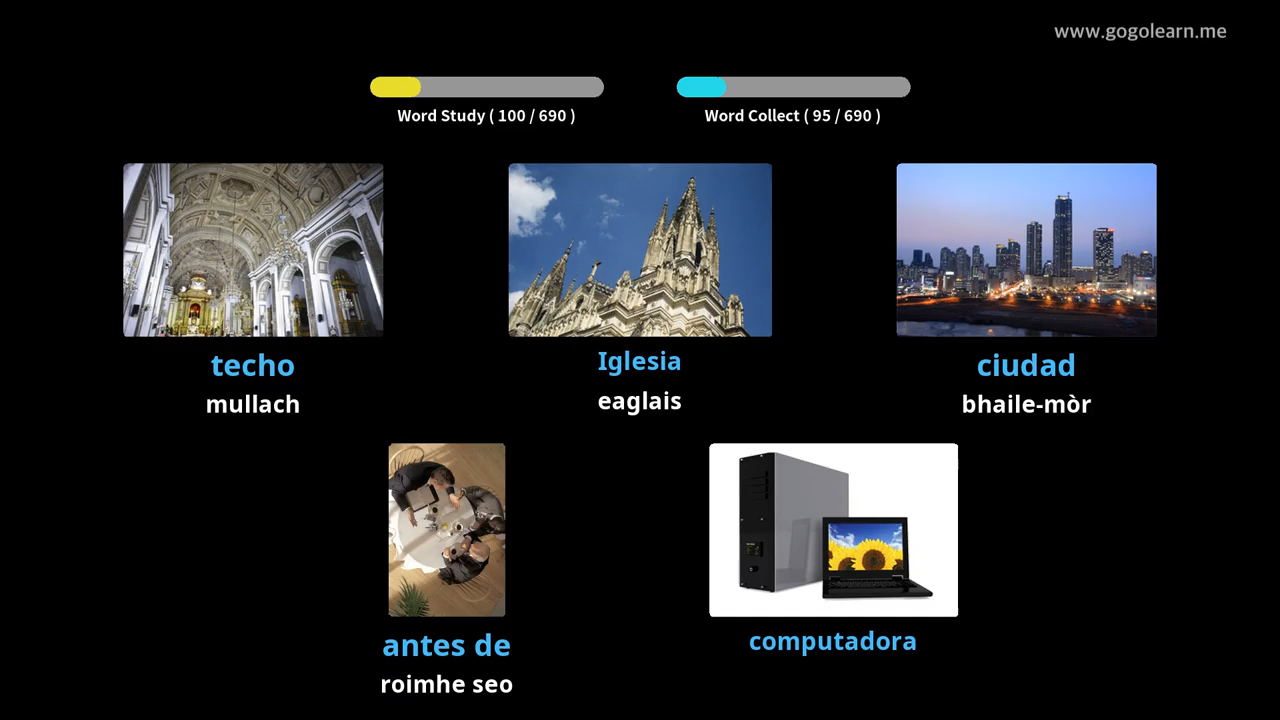 www.gogolearn.me
Word Study ( 100 / 690 )
Word Collect ( 95 / 690 )
techo
mullach
Iglesia
eaglais
ciudad
bhaile-mòr
antes de
roimhe seo
computadora